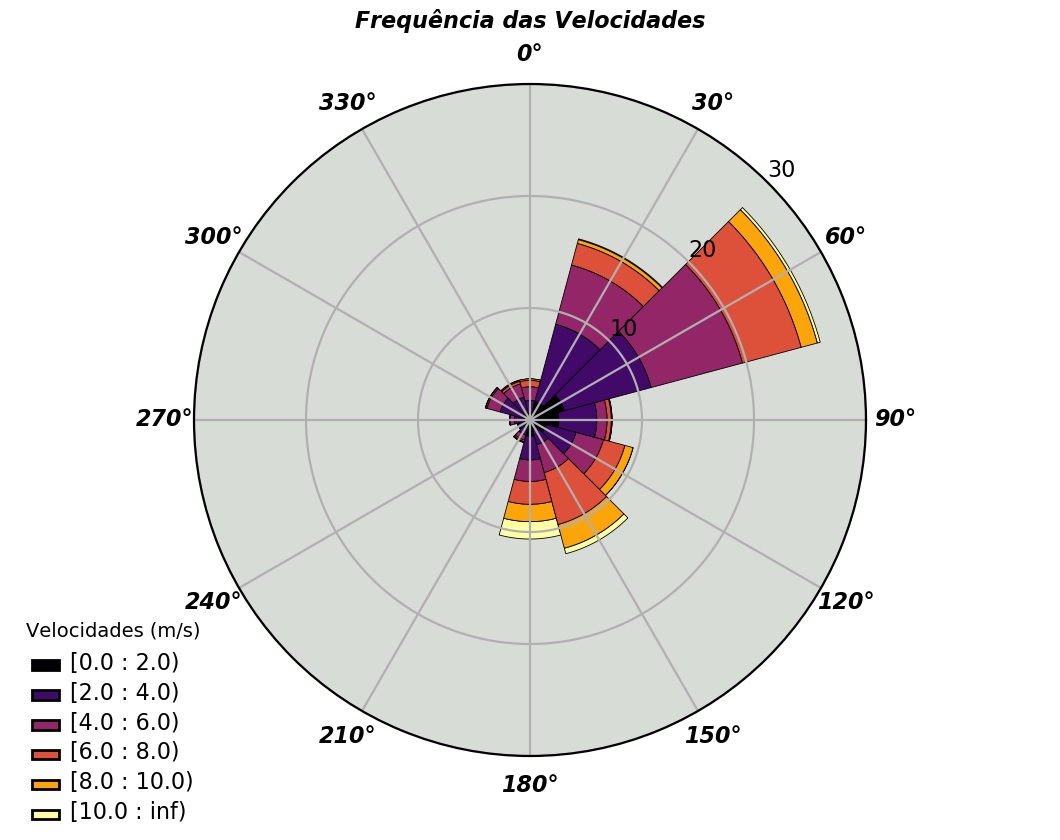 Frequência das Velocidades
0°
330°
30°
30
300°
60°
20
10
270°
90°
240°
120°
210°
150°
180°
Velocidades (m/s)
[0.0 : 2.0)
[2.0 : 4.0)
[4.0 : 6.0)
[6.0 : 8.0)
[8.0 : 10.0)
[10.0 : inf)